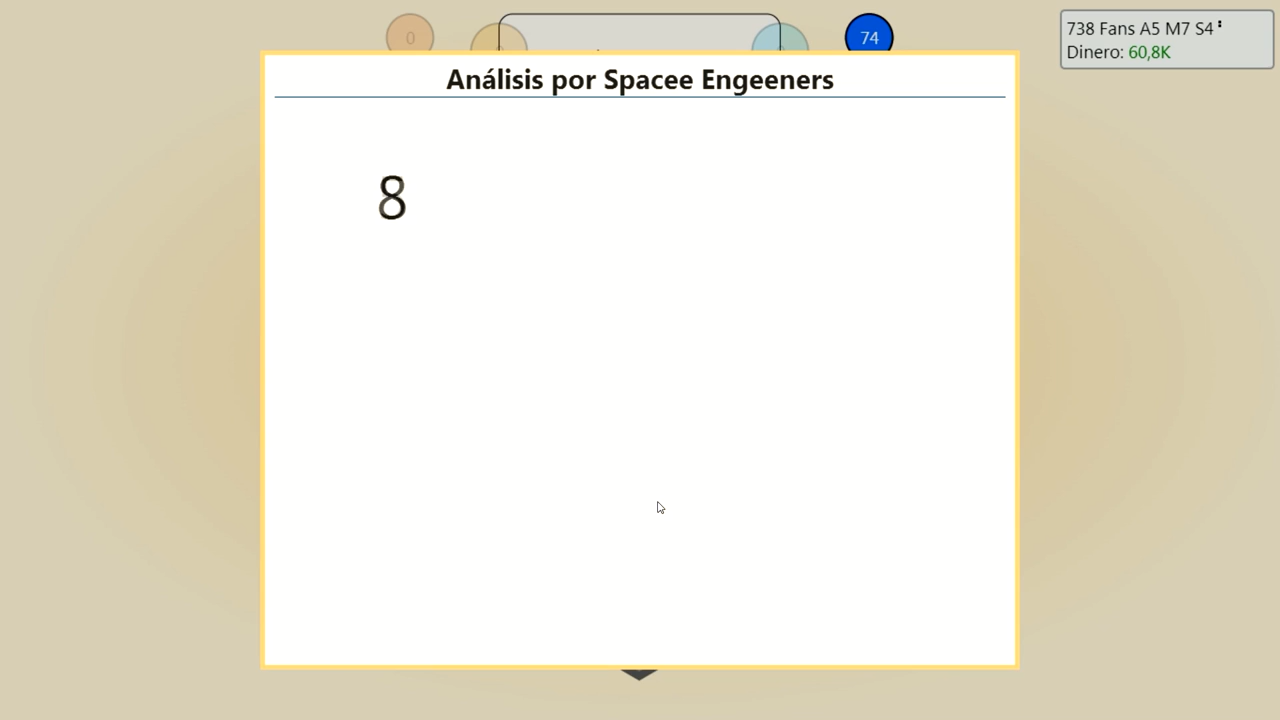 0
74
738 Fans A5 M7 S4
Dinero: 60,8K
Análisis por Spacee Engeeners
8